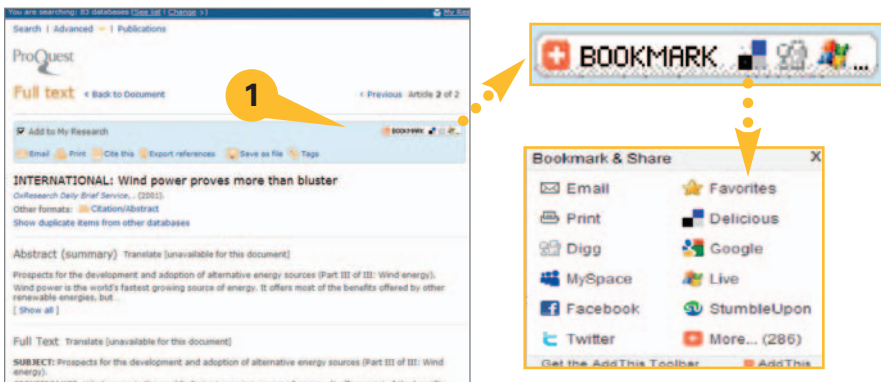 You are searching: 83 databases (See list | Change >)
My Res
Search | Advanced | Publications
ProQuest
Full text < Back to Document
< Previous Article 2 of 2
1
Add to My Research
BOOKMARK
Email Print Cite this Export references Save as file Tags
INTERNATIONAL: Wind power proves more than bluster
OxResearch Daily Brief Service, . (2001).
Other formats: Citation/Abstract
Show duplicate items from other databases
Abstract (summary) Translate [unavailable for this document]
Prospects for the development and adoption of alternative energy sources (Part III of III: Wind energy).
Wind power is the world's fastest growing source of energy. It offers most of the benefits offered by other
renewable energies, but...
[ Show all ]
Full Text Translate [unavailable for this document]
SUBJECT: Prospects for the development and adoption of alternative energy sources (Part III of III: Wind
energy).
BOOKMARK ...
Bookmark & Share X
Email Favorites
Print Delicious
Digg Google
MySpace Live
Facebook StumbleUpon
Twitter More... (286)
Get the AddThis Toolbar AddThis